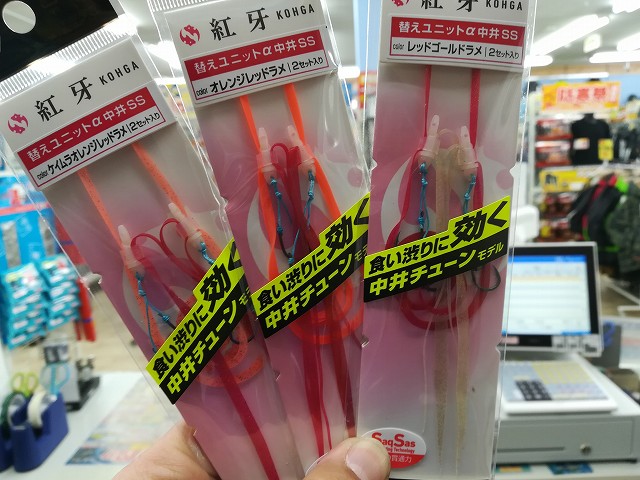 紅牙 KOHGA
替えユニットα中井SS
color ケイムラオレンジレッドラメ 2セット入り
食い渋りに効く
中井チューンモデル
紅牙 KOHGA
替えユニットα中井SS
color オレンジレッドラメ 2セット入り
食い渋りに効く
中井チューンモデル
紅牙 KOHGA
替えユニットα中井SS
color レッドゴールドラメ 2セット入り
食い渋りに効く
中井チューンモデル
SaqSas